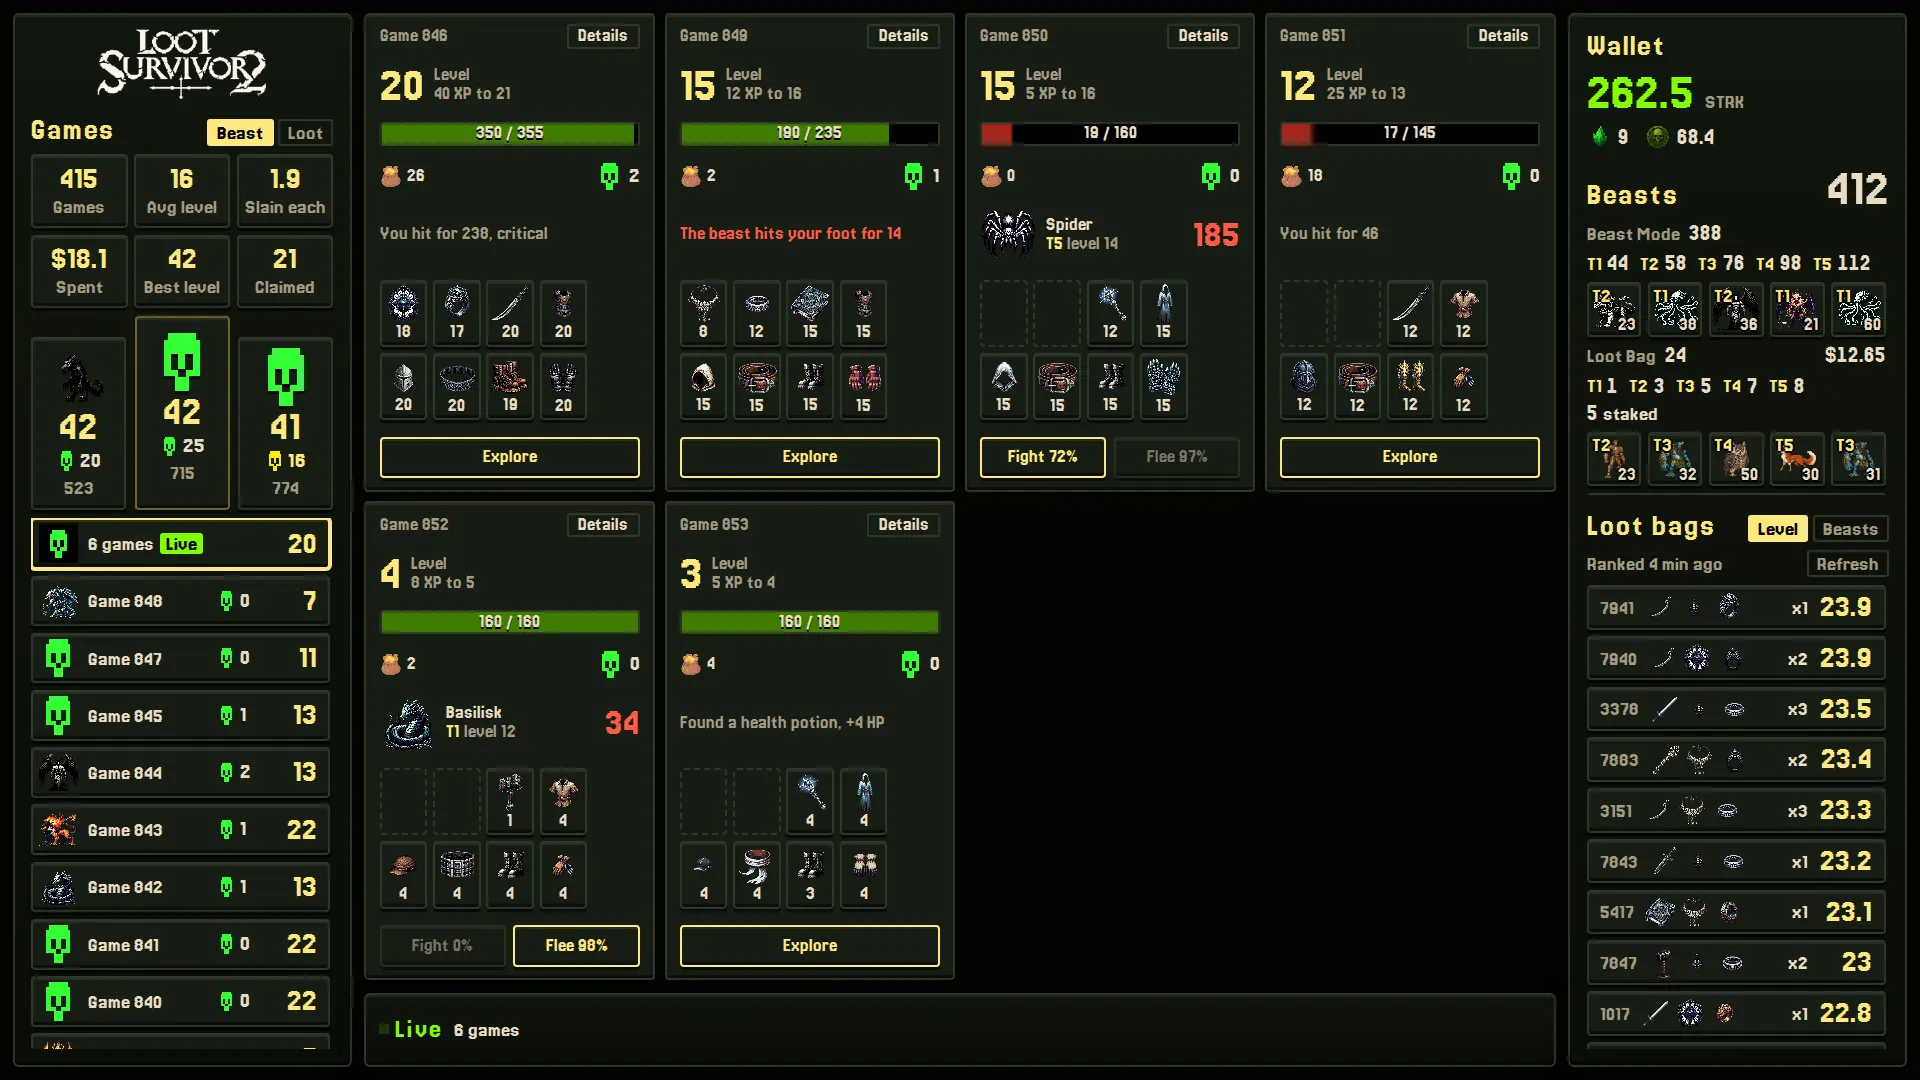 LOOT
SURVIVOR 2
Games
Beast
Loot
415
Games
16
Avg level
1.9
Slain each
$18.1
Spent
42
Best level
21
Claimed
42
20
523
42
25
715
41
16
774
6 games Live 20
Game 848 0 7
Game 847 0 11
Game 845 1 13
Game 844 2 13
Game 843 1 22
Game 842 1 13
Game 841 0 22
Game 840 0 22
Game 846 Details
20 Level
40 XP to 21
350 / 355
26 2
You hit for 238, critical
18 17 20 20
20 20 19 20
Explore
Game 849 Details
15 Level
12 XP to 16
190 / 235
2 1
The beast hits your foot for 14
8 12 15 15
15 15 15 15
Explore
Game 850 Details
15 Level
5 XP to 16
19 / 160
0 0
Spider
T5 level 14
185
12 15
15 15 15 15
Fight 72% Flee 97%
Game 851 Details
12 Level
25 XP to 13
17 / 145
18 0
You hit for 46
12 12
12 12 12 12
Explore
Game 852 Details
4 Level
8 XP to 5
160 / 160
2 0
Basilisk
T1 level 12
34
1 4
4 4 4 4
Fight 0% Flee 98%
Game 853 Details
3 Level
5 XP to 4
160 / 160
4 0
Found a health potion, +4 HP
4 4
4 4 3 4
Explore
Live 6 games
Wallet
262.5 STRK
9 68.4
Beasts 412
Beast Mode 388
T1 44 T2 58 T3 76 T4 98 T5 112
T2 23 T1 38 T2 36 T1 21 T1 60
Loot Bag 24 $12.65
T1 1 T2 3 T3 5 T4 7 T5 8
5 staked
T2 23 T3 32 T4 50 T5 30 T3 31
Loot bags Level Beasts
Ranked 4 min ago Refresh
7941 x1 23.9
7940 x2 23.9
3378 x3 23.5
7883 x2 23.4
3151 x3 23.3
7843 x1 23.2
5417 x1 23.1
7847 x2 23
1017 x1 22.8